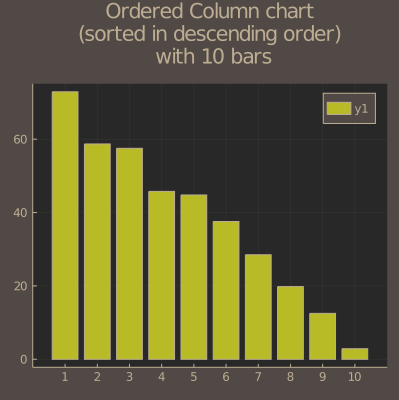 Ordered Column chart
(sorted in descending order)
with 10 bars
y1
60
40
20
0
1 2 3 4 5 6 7 8 9 10